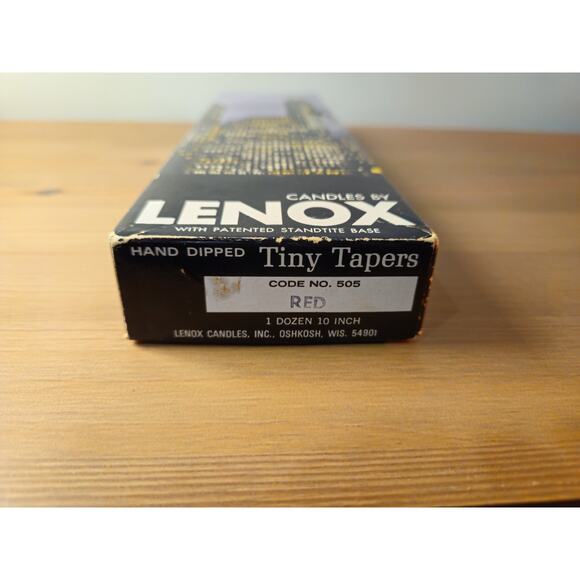 CANDLES BY
LENOX
WITH PATENTED STANDTITE BASE
HAND DIPPED Tiny Tapers
CODE NO. 505
RED
1 DOZEN 10 INCH
LENOX CANDLES, INC., OSHKOSH, WIS. 54901